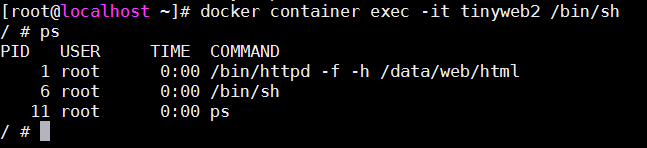 [root@localhost ~]# docker container exec -it tinyweb2 /bin/sh
/ # ps
PID   USER     TIME  COMMAND
    1 root      0:00 /bin/httpd -f -h /data/web/html
    6 root      0:00 /bin/sh
   11 root      0:00 ps
/ #